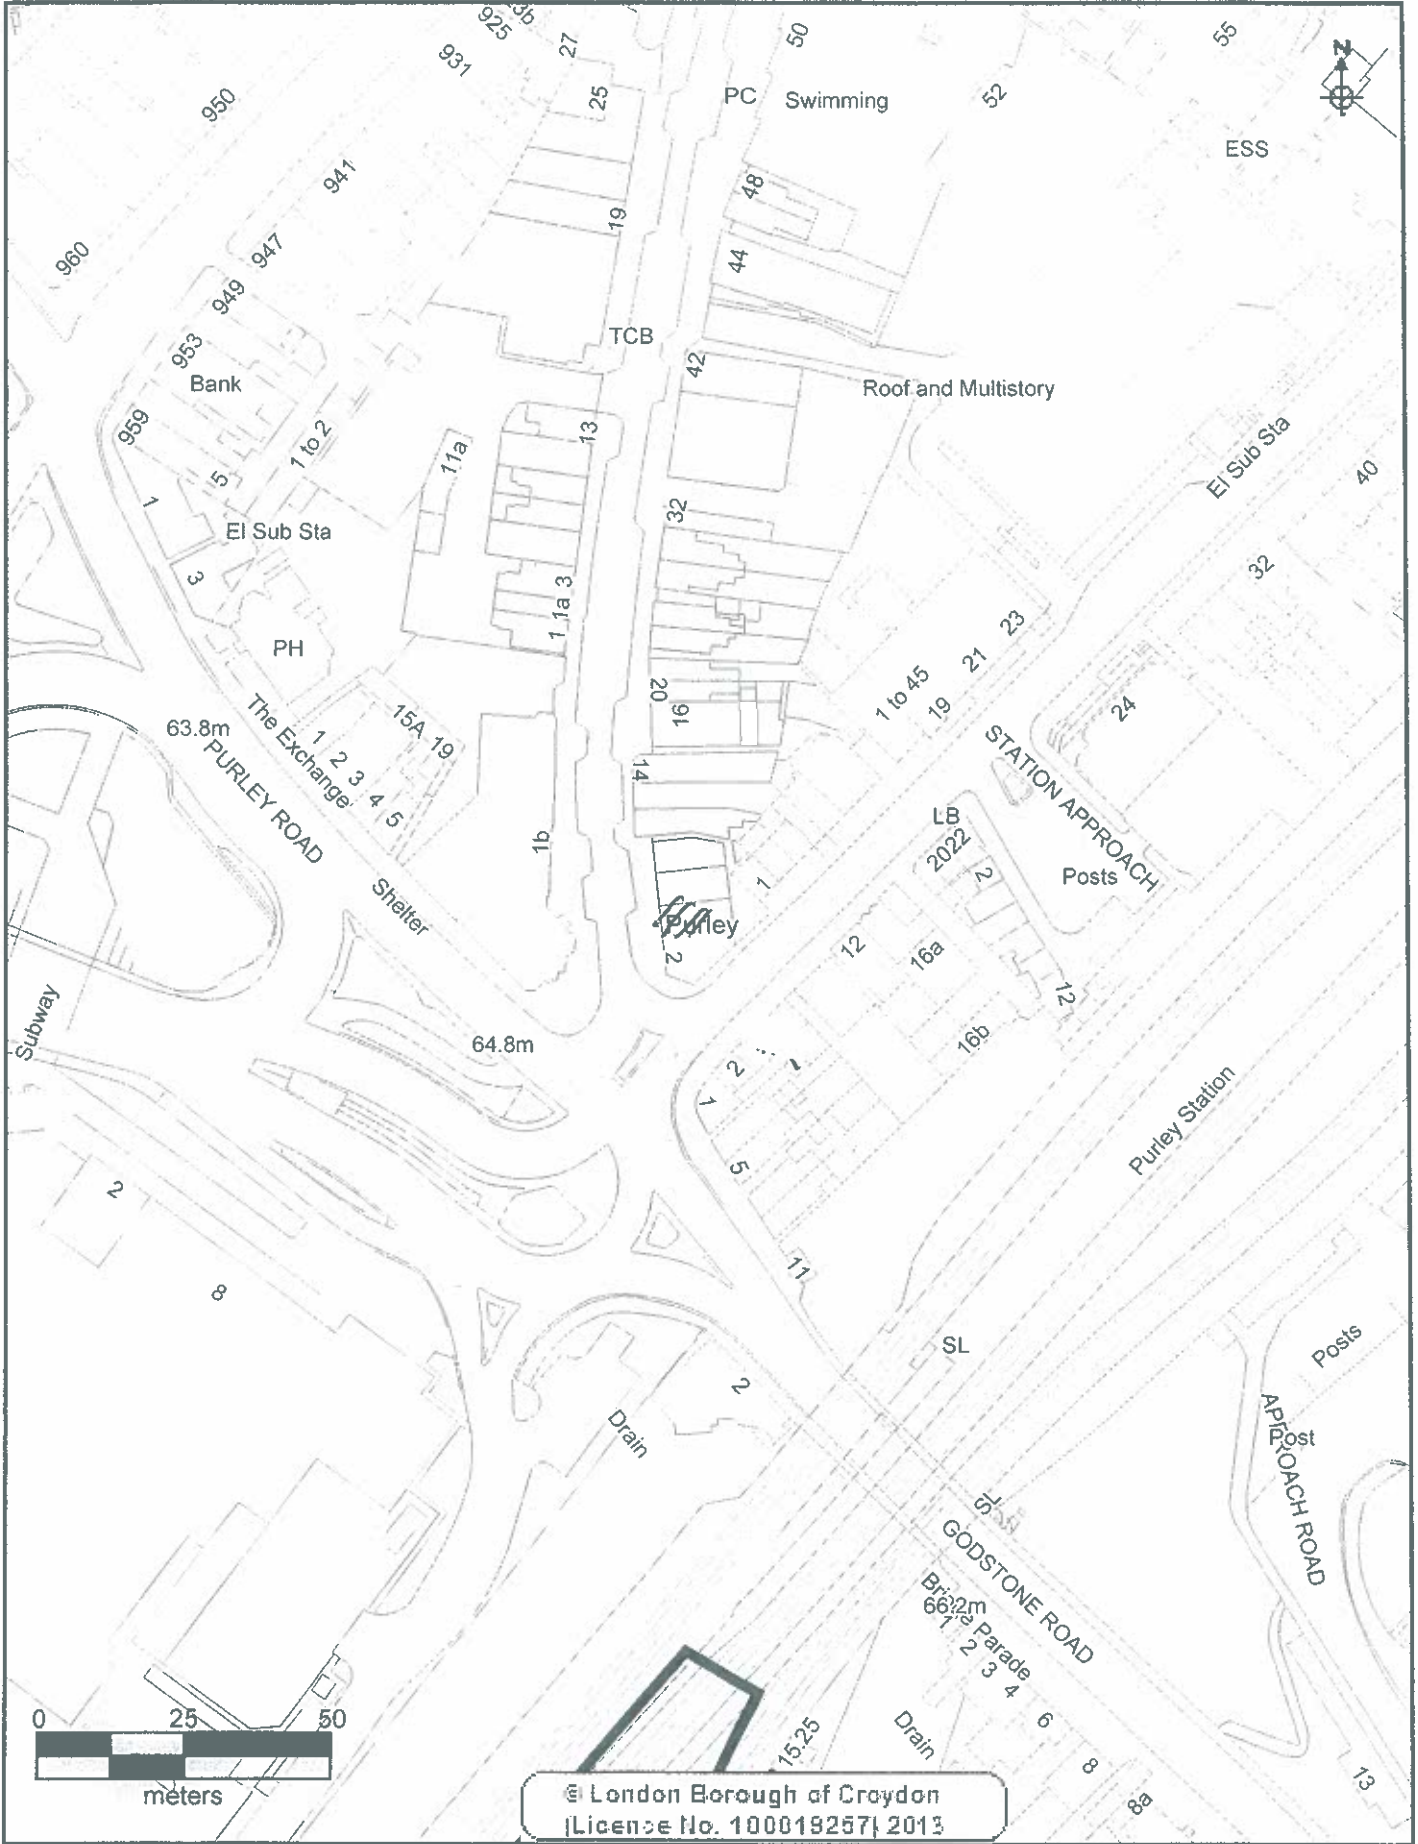 3b
925
27
50
55
931
25
PC
Swimming
52
950
ESS
941
48
19
947
44
960
949
TCB
953
42
Bank
Roof and Multistory
959
13
1 to 2
11a
El Sub Sta
40
5
1
32
El Sub Sta
32
3
3
1a
1
23
PH
21
20
1 to 45
16
19
24
15A 19
The Exchange
1
2
3
4
5
63.8m
PURLEY ROAD
STATION APPROACH
14
LB
2022
2
Posts
1b
1
Shelter
Purley
12
16a
2
12
Subway
64.8m
16b
2
1
Purley Station
5
2
11
8
SL
Posts
2
Drain
APPROACH ROAD
Post
SL
GODSTONE ROAD
Bridge Parade
66.2m
1
2
3
4
6
8
8a
13
Drain
15.25
0 25 50
meters
© London Borough of Croydon
(Licence No. 100019257) 2013
N